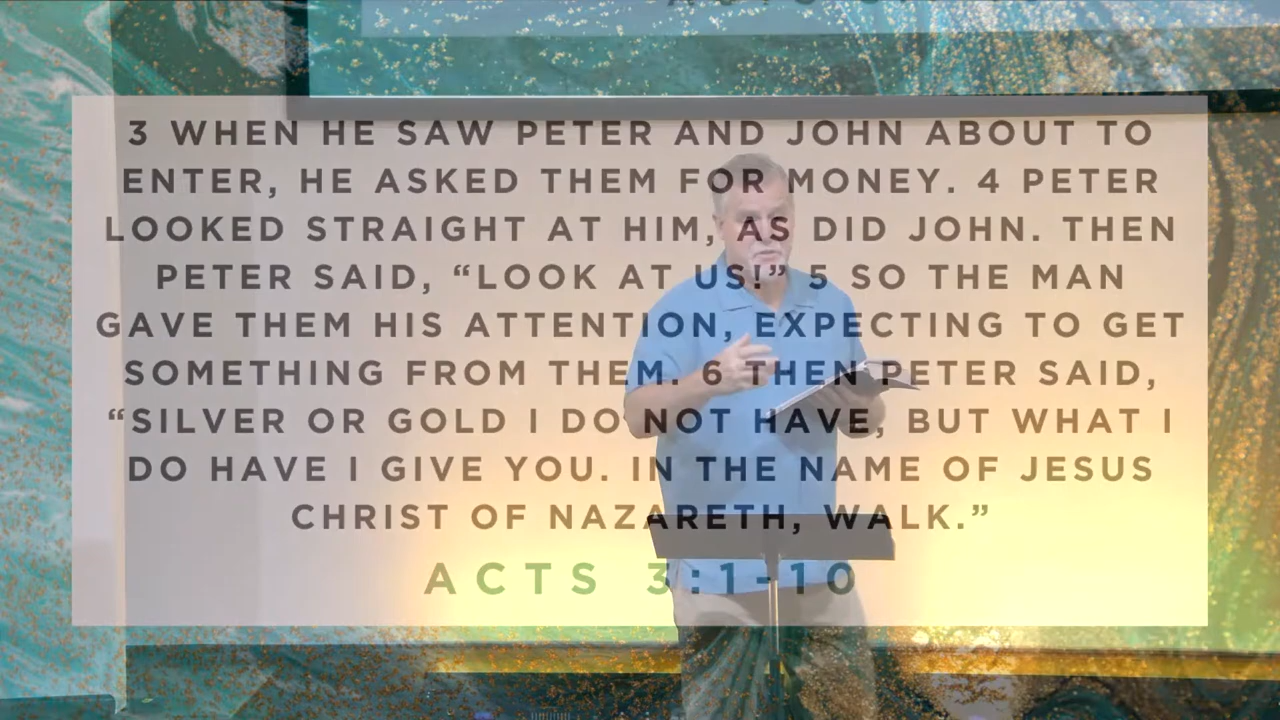 3 WHEN HE SAW PETER AND JOHN ABOUT TO
ENTER, HE ASKED THEM FOR MONEY. 4 PETER
LOOKED STRAIGHT AT HIM, AS DID JOHN. THEN
PETER SAID, “LOOK AT US!” 5 SO THE MAN
GAVE THEM HIS ATTENTION, EXPECTING TO GET
SOMETHING FROM THEM. 6 THEN PETER SAID,
“SILVER OR GOLD I DO NOT HAVE, BUT WHAT I
DO HAVE I GIVE YOU. IN THE NAME OF JESUS
CHRIST OF NAZARETH, WALK.”
ACTS 3:1-10